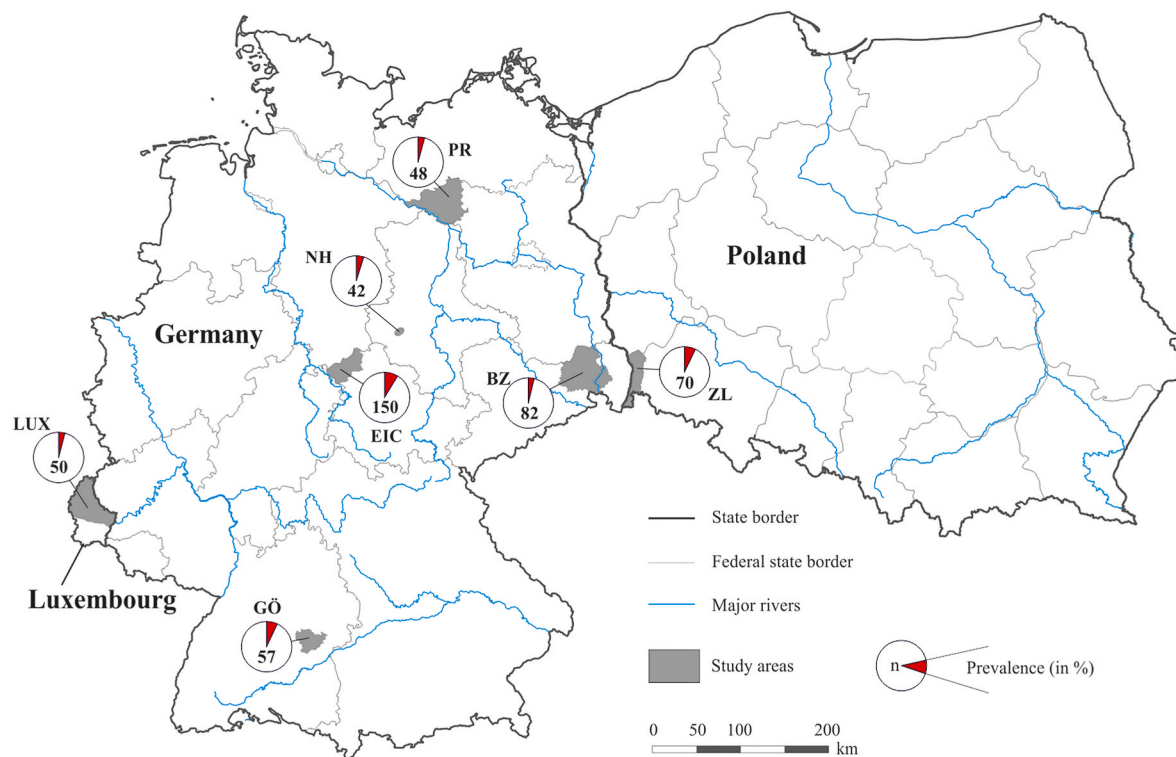 PR
48
NH
42
Poland
Germany
BZ
82
70
ZL
150
EIC
LUX
50
State border
Federal state border
Luxembourg
GÖ
57
Major rivers
Study areas
n
Prevalence (in %)
0 50 100 200
km